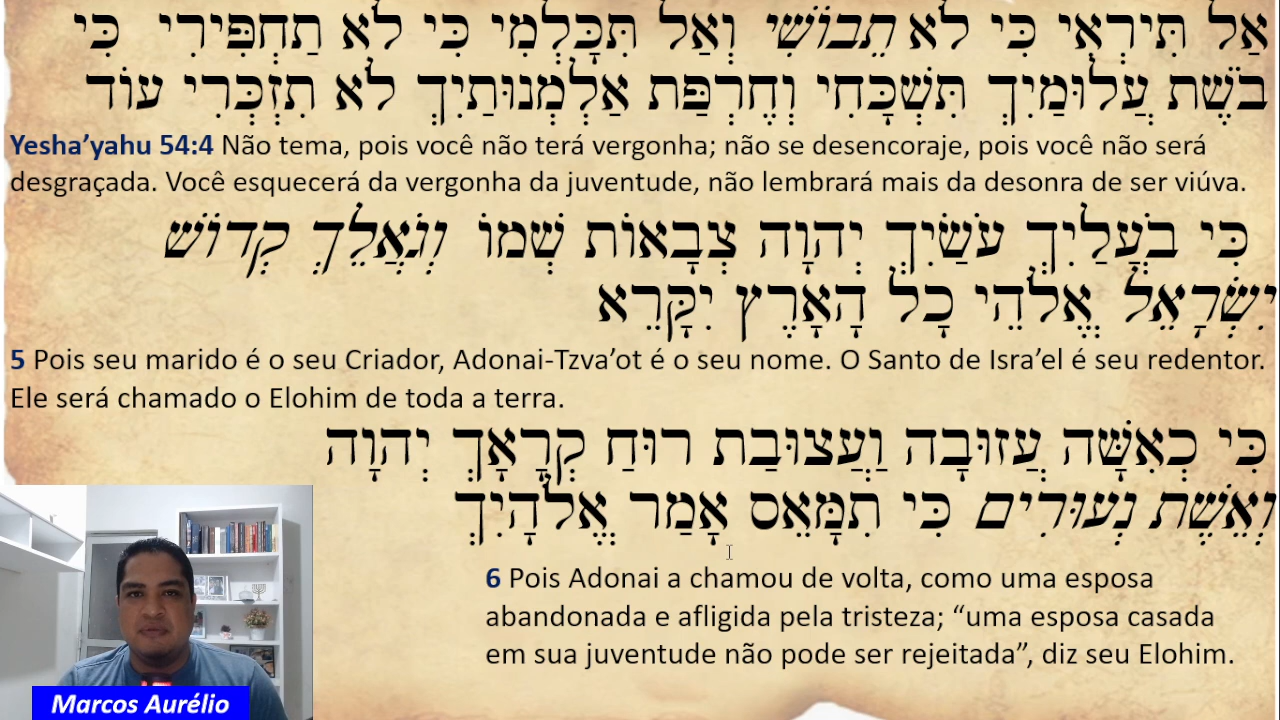 אַל תִּירְאִי כִּי לֹא תֵבוֹשִׁי וְאַל תִּכָּלְמִי כִּי לֹא תַחְפִּירִי כִּי
בֹשֶׁת עֲלוּמַיִךְ תִּשְׁכָּחִי וְחֶרְפַּת אַלְמְנוּתַיִךְ לֹא תִזְכְּרִי עוֹד
Yesha’yahu 54:4 Não tema, pois você não terá vergonha; não se desencoraje, pois você não será
desgraçada. Você esquecerá da vergonha da juventude, não lembrará mais da desonra de ser viúva.
כִּי בֹעֲלַיִךְ עֹשַׂיִךְ יְהוָה צְבָאוֹת שְׁמוֹ וְגֹאֲלֵךְ קְדוֹשׁ
יִשְׂרָאֵל אֱלֹהֵי כָל הָאָרֶץ יִקָּרֵא
5 Pois seu marido é o seu Criador, Adonai-Tzva’ot é o seu nome. O Santo de Isra’el é seu redentor.
Ele será chamado o Elohim de toda a terra.
כִּי כְאִשָּׁה עֲזוּבָה וַעֲצוּבַת רוּחַ קְרָאָךְ יְהוָה
וְאֵשֶׁת נְעוּרִים כִּי תִמָּאֵס אָמַר אֱלֹהָיִךְ
6 Pois Adonai a chamou de volta, como uma esposa
abandonada e afligida pela tristeza; “uma esposa casada
em sua juventude não pode ser rejeitada”, diz seu Elohim.
Marcos Aurélio